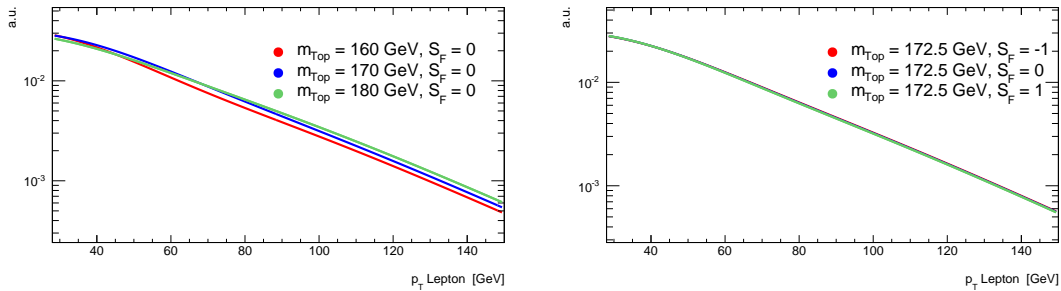 a.u.
m_Top = 160 GeV, S_F = 0
m_Top = 170 GeV, S_F = 0
m_Top = 180 GeV, S_F = 0
10^-2
10^-3
40 60 80 100 120 140
p_T Lepton [GeV]
a.u.
m_Top = 172.5 GeV, S_F = -1
m_Top = 172.5 GeV, S_F = 0
m_Top = 172.5 GeV, S_F = 1
10^-2
10^-3
40 60 80 100 120 140
p_T Lepton [GeV]